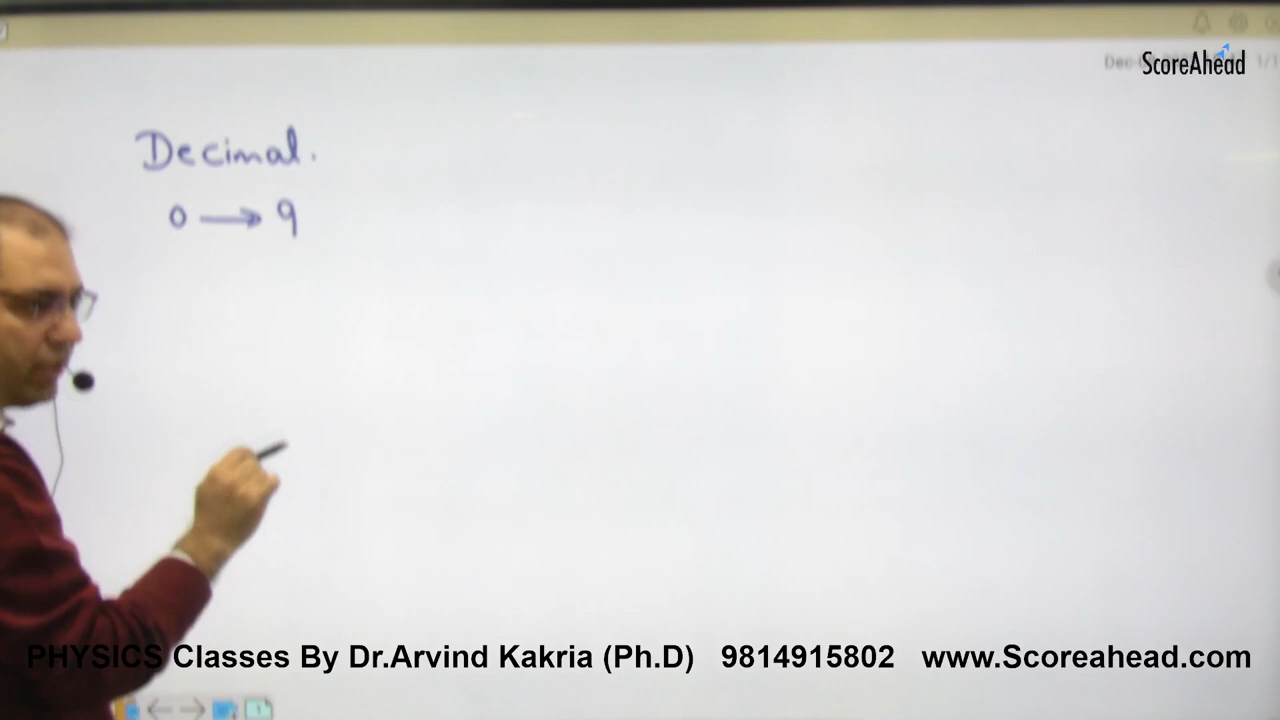 ScoreAhead
Decimal.
0 → 9
PHYSICS Classes By Dr.Arvind Kakria (Ph.D) 9814915802 www.Scoreahead.com